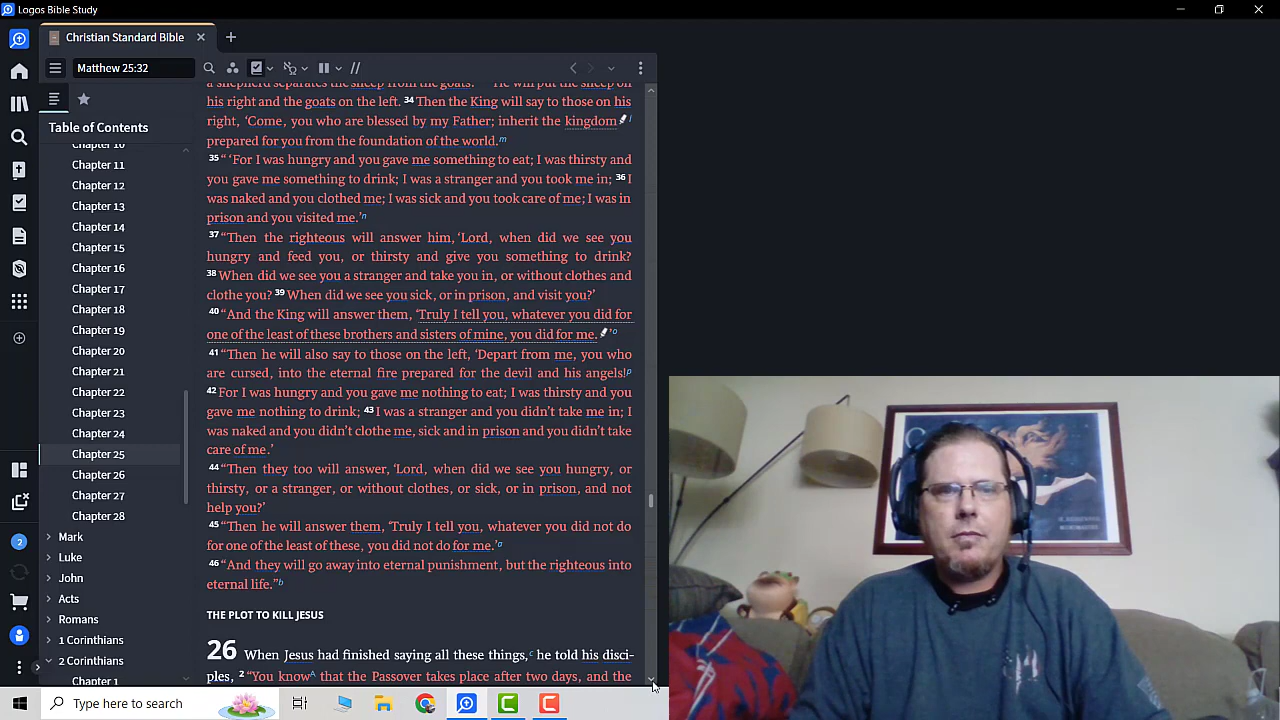 Logos Bible Study
Christian Standard Bible
Matthew 25:32
Table of Contents
Chapter 10
Chapter 11
Chapter 12
Chapter 13
Chapter 14
Chapter 15
Chapter 16
Chapter 17
Chapter 18
Chapter 19
Chapter 20
Chapter 21
Chapter 22
Chapter 23
Chapter 24
Chapter 25
Chapter 26
Chapter 27
Chapter 28
Mark
Luke
John
Acts
Romans
1 Corinthians
2 Corinthians
Chapter 1
a shepherd separates the sheep from the goats. He will put the sheep on
his right and the goats on the left. 34 Then the King will say to those on his
right, ‘Come, you who are blessed by my Father; inherit the kingdom l
prepared for you from the foundation of the world.m
35 “ ‘For I was hungry and you gave me something to eat; I was thirsty and
you gave me something to drink; I was a stranger and you took me in; 36 I
was naked and you clothed me; I was sick and you took care of me; I was in
prison and you visited me.’n
37 “Then the righteous will answer him, ‘Lord, when did we see you
hungry and feed you, or thirsty and give you something to drink?
38 When did we see you a stranger and take you in, or without clothes and
clothe you? 39 When did we see you sick, or in prison, and visit you?’
40 “And the King will answer them, ‘Truly I tell you, whatever you did for
one of the least of these brothers and sisters of mine, you did for me.’o
41 “Then he will also say to those on the left, ‘Depart from me, you who
are cursed, into the eternal fire prepared for the devil and his angels!p
42 For I was hungry and you gave me nothing to eat; I was thirsty and you
gave me nothing to drink; 43 I was a stranger and you didn’t take me in; I
was naked and you didn’t clothe me, sick and in prison and you didn’t take
care of me.’
44 “Then they too will answer, ‘Lord, when did we see you hungry, or
thirsty, or a stranger, or without clothes, or sick, or in prison, and not
help you?’
45 “Then he will answer them, ‘Truly I tell you, whatever you did not do
for one of the least of these, you did not do for me.’a
46 “And they will go away into eternal punishment, but the righteous into
eternal life.”b
THE PLOT TO KILL JESUS
26 When Jesus had finished saying all these things,c he told his disci-
ples, 2 “You knowA that the Passover takes place after two days, and the
2
Type here to search